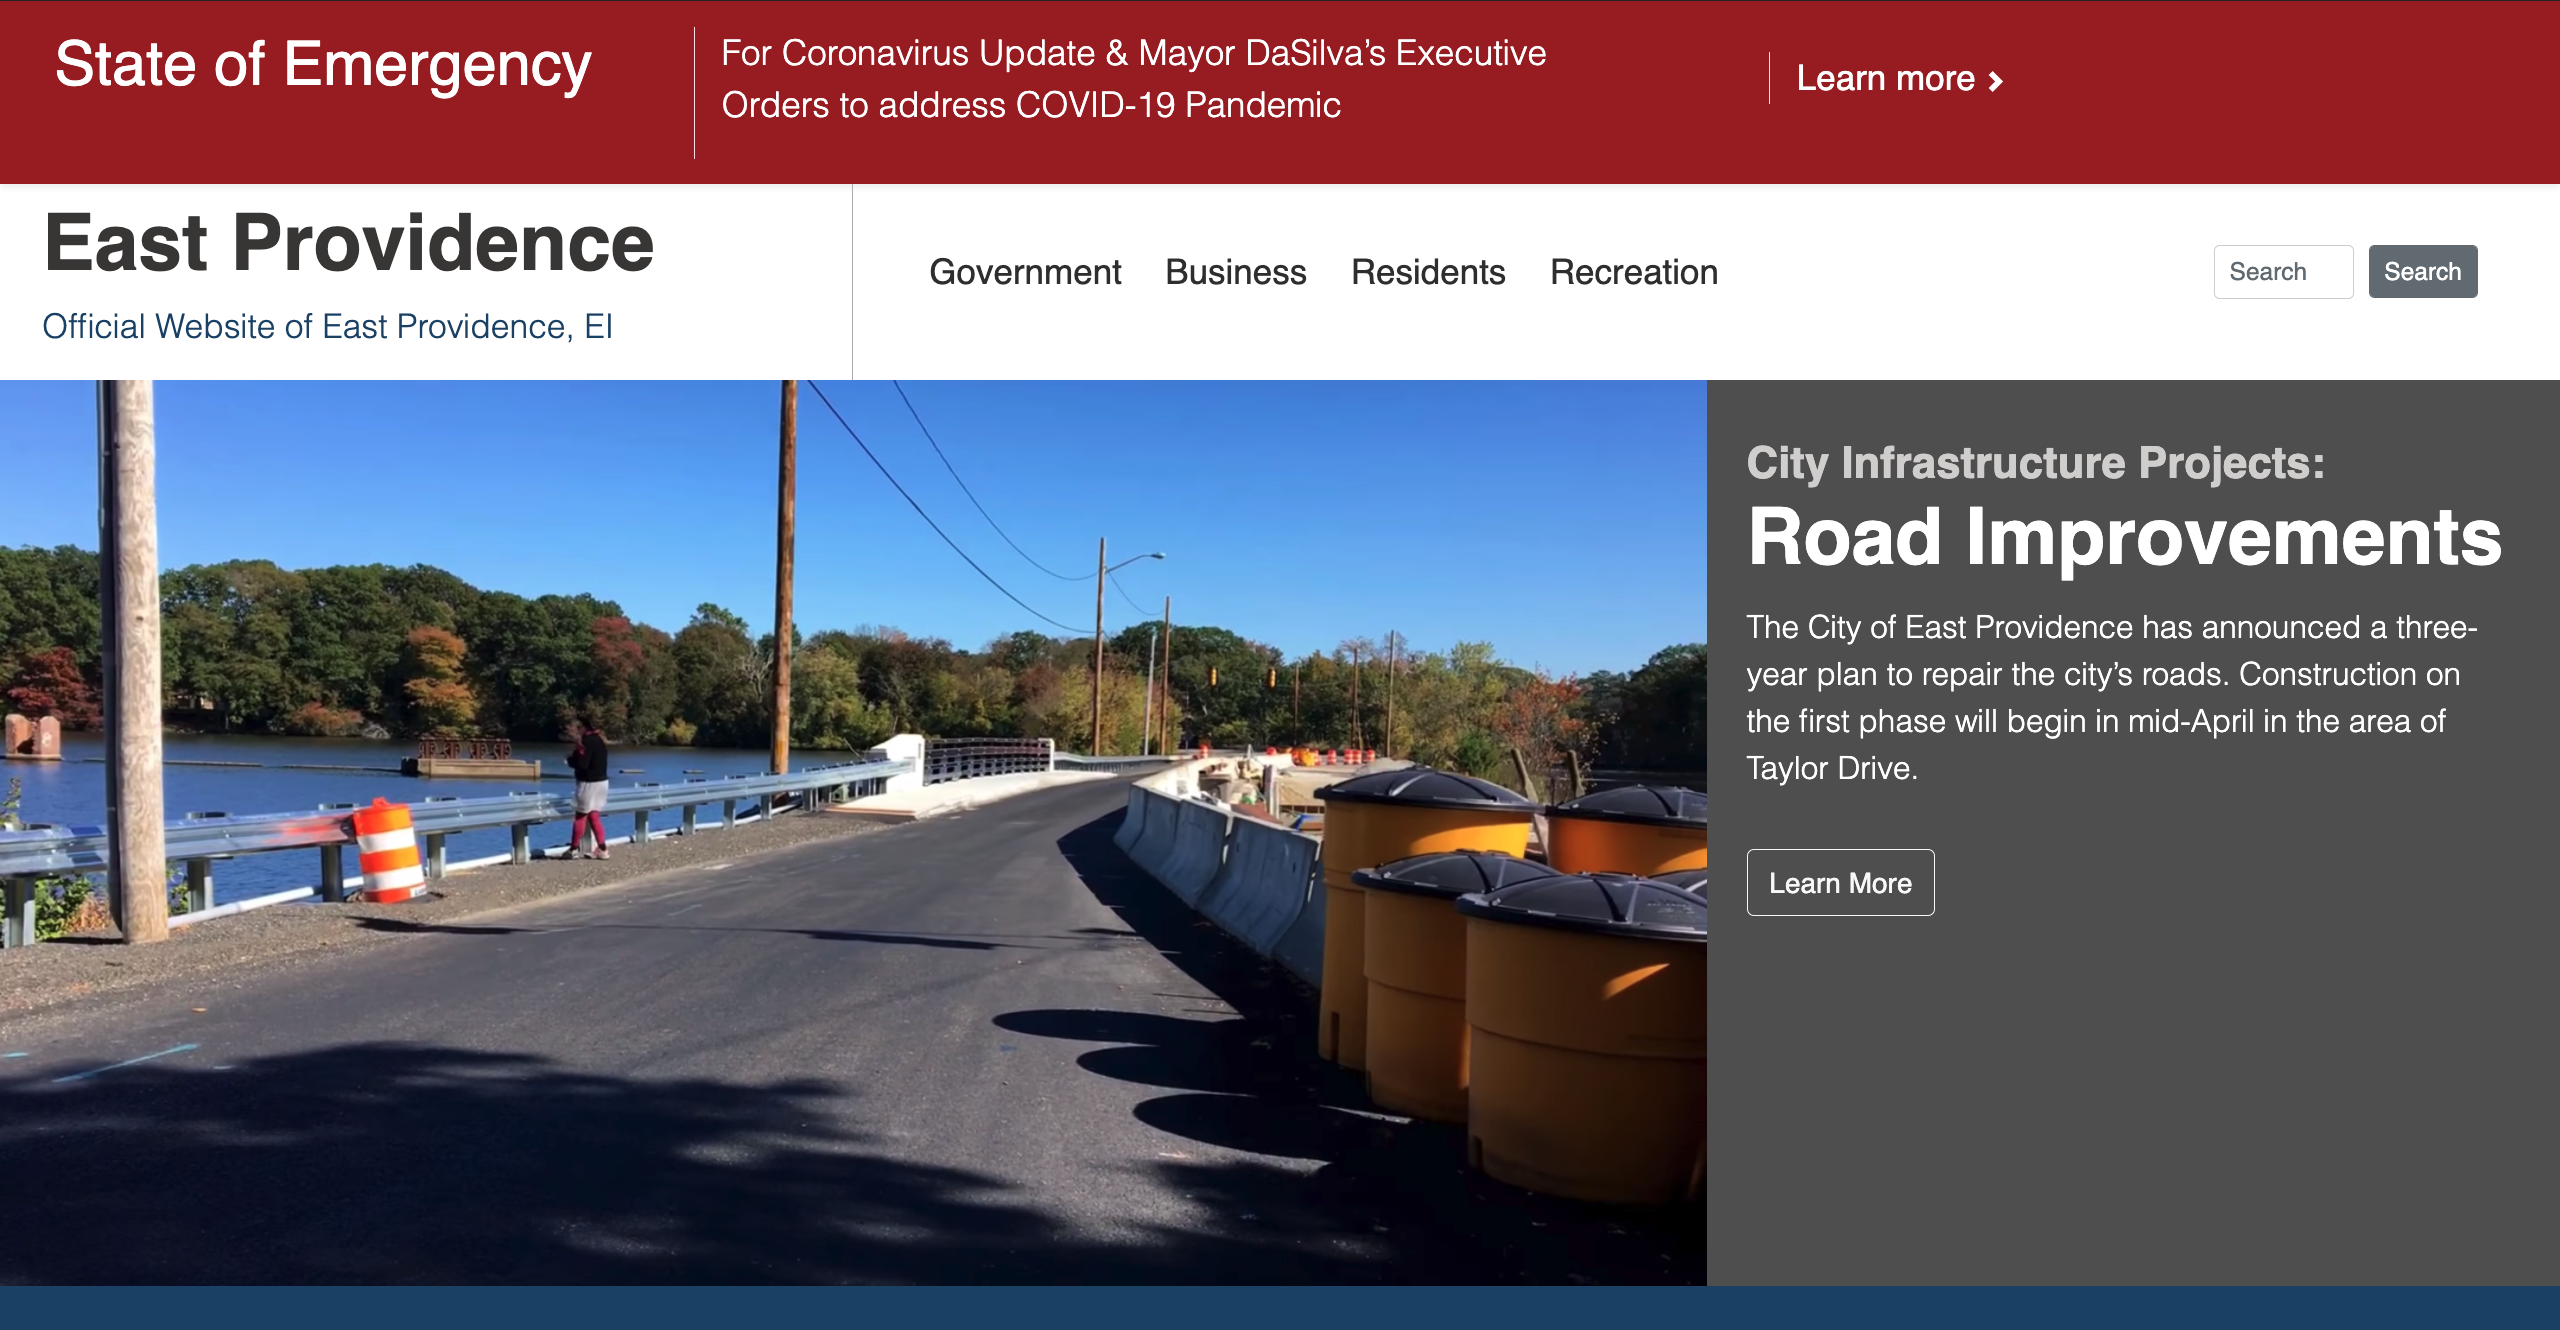 State of Emergency
For Coronavirus Update & Mayor DaSilva’s Executive
Orders to address COVID-19 Pandemic
Learn more
East Providence
Official Website of East Providence, EI
Government Business Residents Recreation
Search Search
City Infrastructure Projects:
Road Improvements
The City of East Providence has announced a three-
year plan to repair the city’s roads. Construction on
the first phase will begin in mid-April in the area of
Taylor Drive.
Learn More